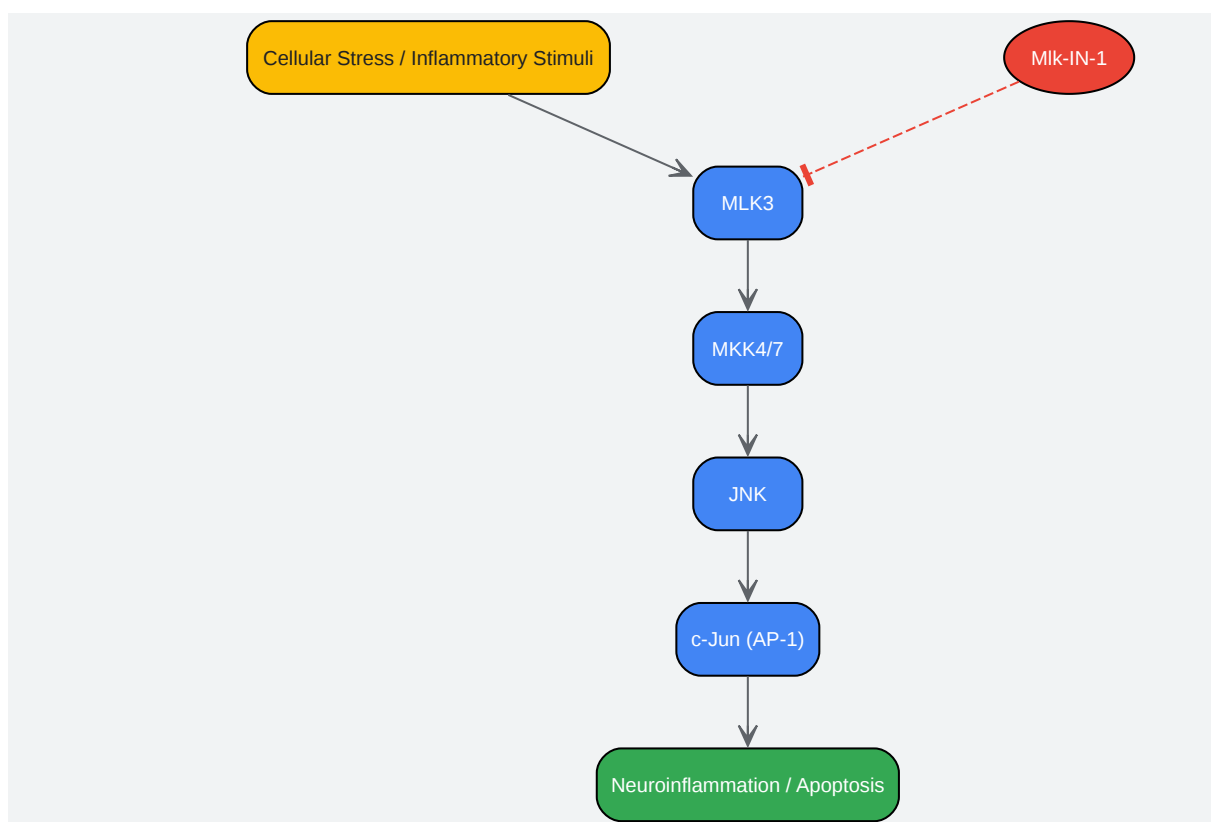 Cellular Stress / Inflammatory Stimuli
Mlk-IN-1
MLK3
MKK4/7
JNK
c-Jun (AP-1)
Neuroinflammation / Apoptosis